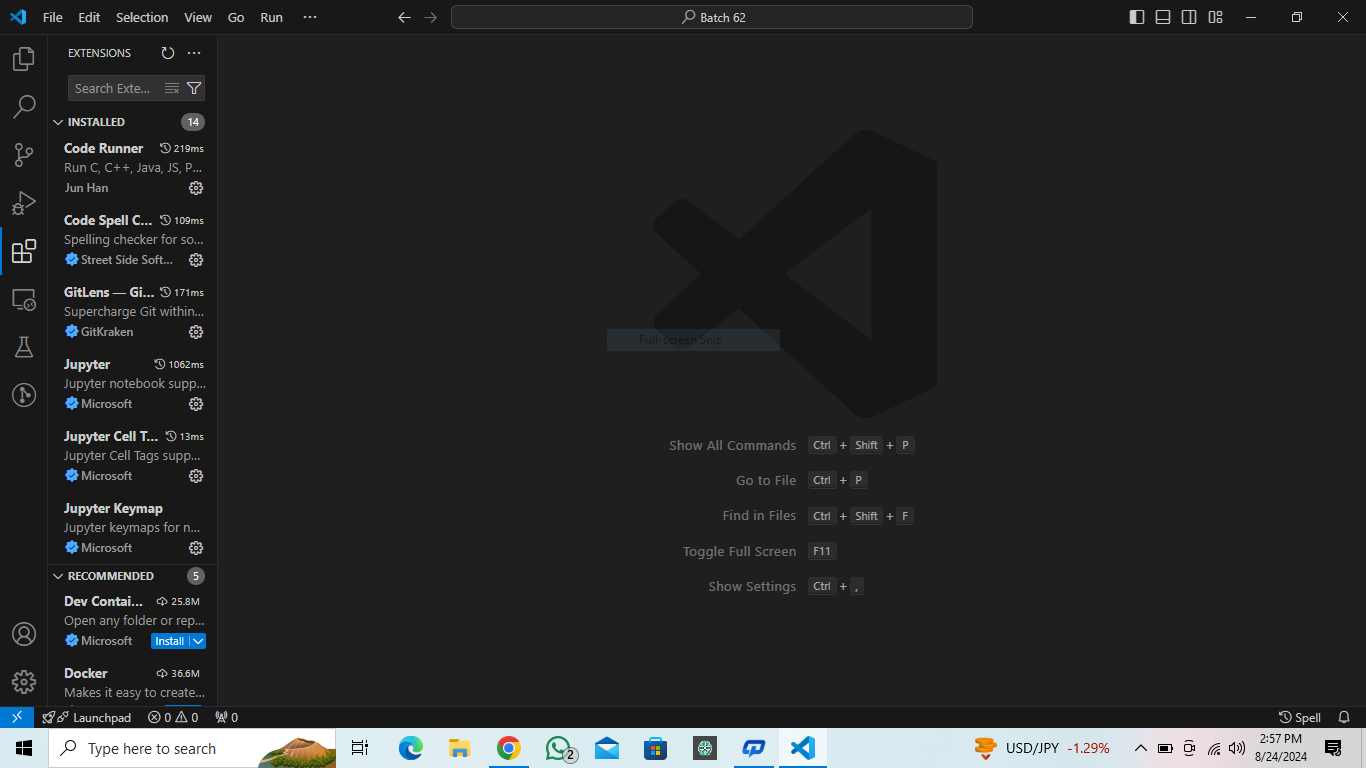 File Edit Selection View Go Run ···
Batch 62
EXTENSIONS
Search Exte...
INSTALLED 14
Code Runner 219ms
Run C, C++, Java, JS, P...
Jun Han
Code Spell C... 109ms
Spelling checker for so...
Street Side Soft...
GitLens — Gi... 171ms
Supercharge Git within...
GitKraken
Jupyter 1062ms
Jupyter notebook supp...
Microsoft
Jupyter Cell T... 13ms
Jupyter Cell Tags supp...
Microsoft
Jupyter Keymap
Jupyter keymaps for n...
Microsoft
RECOMMENDED 5
Dev Contai... 25.8M
Open any folder or rep...
Microsoft Install
Docker 36.6M
Makes it easy to create...
Full-screen Snip
Show All Commands Ctrl + Shift + P
Go to File Ctrl + P
Find in Files Ctrl + Shift + F
Toggle Full Screen F11
Show Settings Ctrl + ,
Launchpad 0 0 0
Spell
Type here to search
2
USD/JPY -1.29%
2:57 PM
8/24/2024